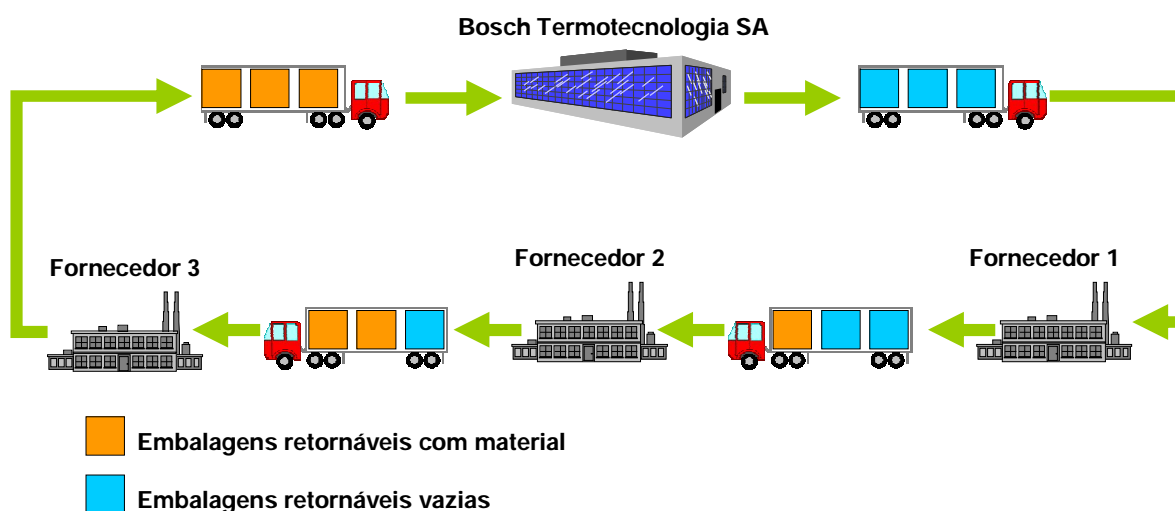 Bosch Termotecnologia SA
Fornecedor 3
Fornecedor 2
Fornecedor 1
Embalagens retornáveis com material
Embalagens retornáveis vazias